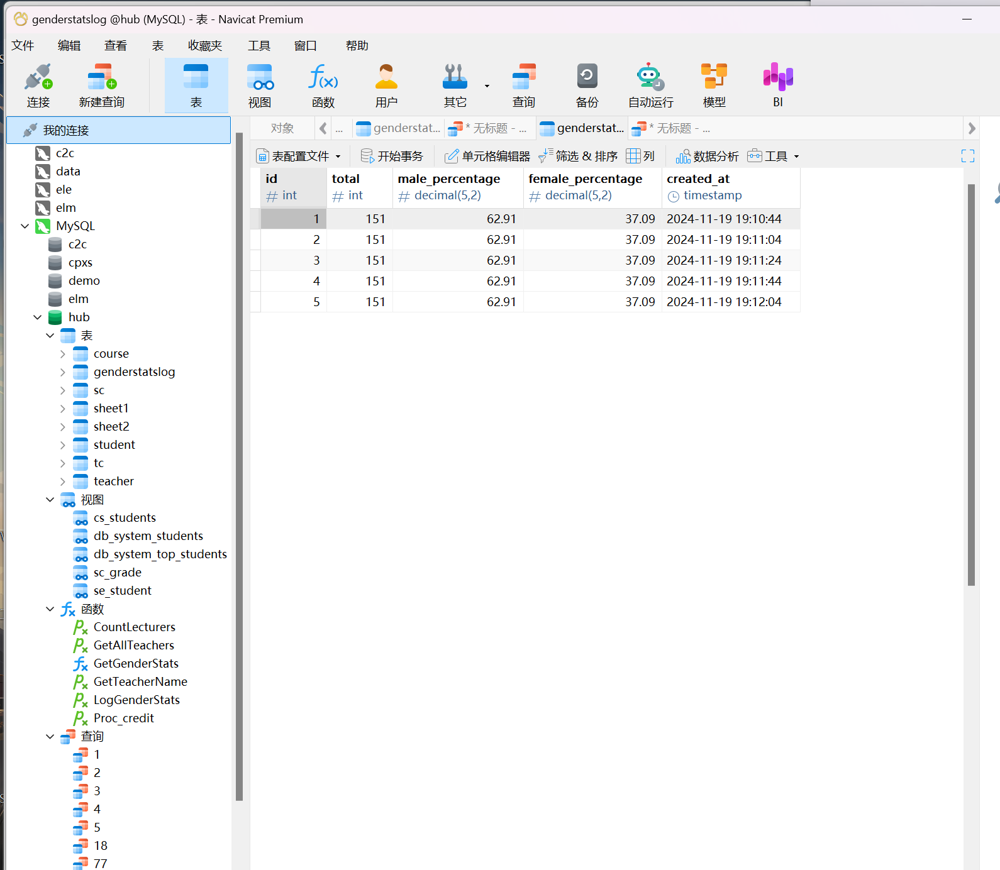 genderstatslog @hub (MySQL) - 表 - Navicat Premium
文件 编辑 查看 表 收藏夹 工具 窗口 帮助
连接 新建查询 表 视图 函数 用户 其它 查询 备份 自动运行 模型 BI
我的连接
c2c
data
ele
elm
MySQL
c2c
cpxs
demo
elm
hub
表
course
genderstatslog
sc
sheet1
sheet2
student
tc
teacher
视图
cs_students
db_system_students
db_system_top_students
sc_grade
se_student
函数
CountLecturers
GetAllTeachers
GetGenderStats
GetTeacherName
LogGenderStats
Proc_credit
查询
1
2
3
4
5
18
77
对象 ... genderstat... * 无标题 - ... genderstat... * 无标题 - ...
表配置文件 开始事务 单元格编辑器 筛选 & 排序 列 数据分析 工具
id total male_percentage female_percentage created_at
# int # int # decimal(5,2) # decimal(5,2) timestamp
1 151 62.91 37.09 2024-11-19 19:10:44
2 151 62.91 37.09 2024-11-19 19:11:04
3 151 62.91 37.09 2024-11-19 19:11:24
4 151 62.91 37.09 2024-11-19 19:11:44
5 151 62.91 37.09 2024-11-19 19:12:04